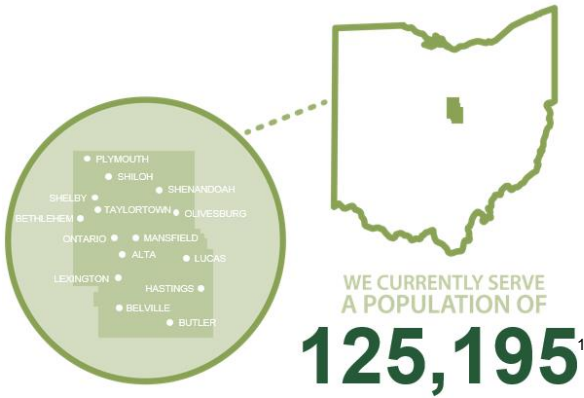 PLYMOUTH
SHILOH
SHENANDOAH
SHELBY
TAYLORTOWN
OLIVESBURG
BETHLEHEM
ONTARIO
MANSFIELD
ALTA
LUCAS
LEXINGTON
HASTINGS
BELVILLE
BUTLER
WE CURRENTLY SERVE
A POPULATION OF
125,195¹